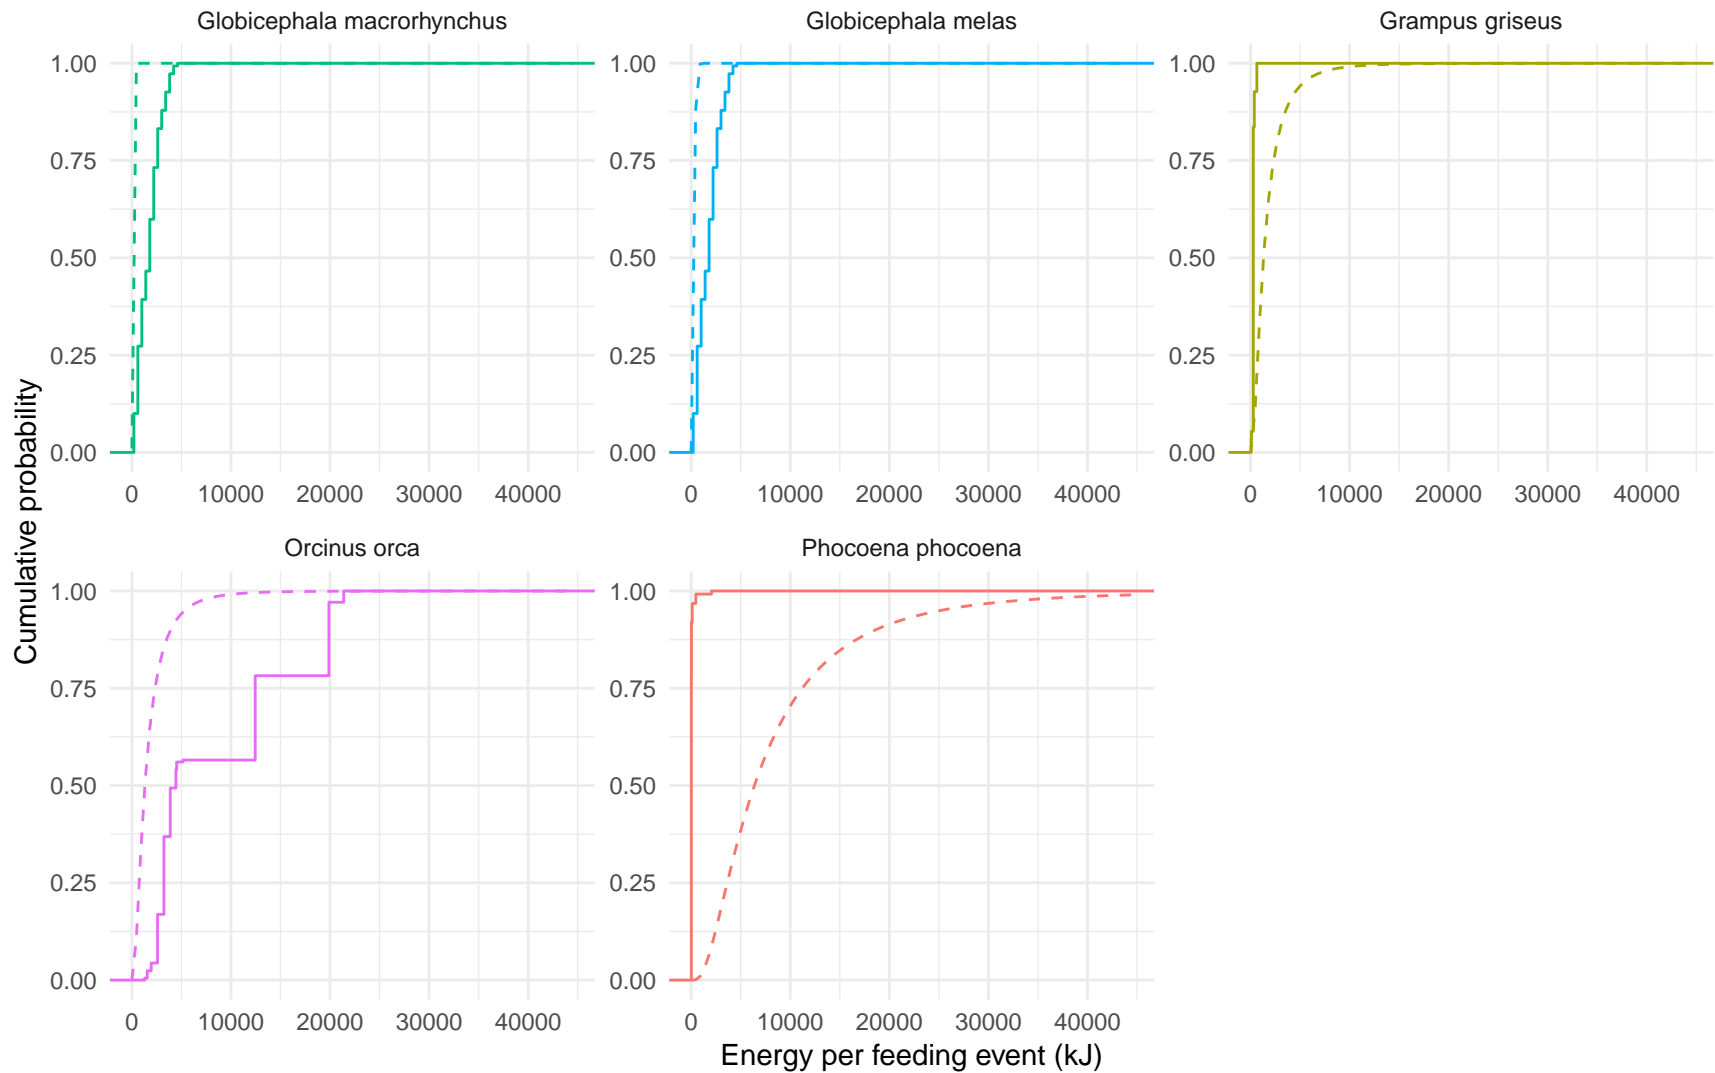 Globicephala macrorhynchus
Globicephala melas
Grampus griseus
1.00
0.75
0.50
0.25
0.00
0 10000 20000 30000 40000
1.00
0.75
0.50
0.25
0.00
0 10000 20000 30000 40000
1.00
0.75
0.50
0.25
0.00
0 10000 20000 30000 40000
Orcinus orca
Phocoena phocoena
1.00
0.75
0.50
0.25
0.00
0 10000 20000 30000 40000
1.00
0.75
0.50
0.25
0.00
0 10000 20000 30000 40000
Cumulative probability
Energy per feeding event (kJ)